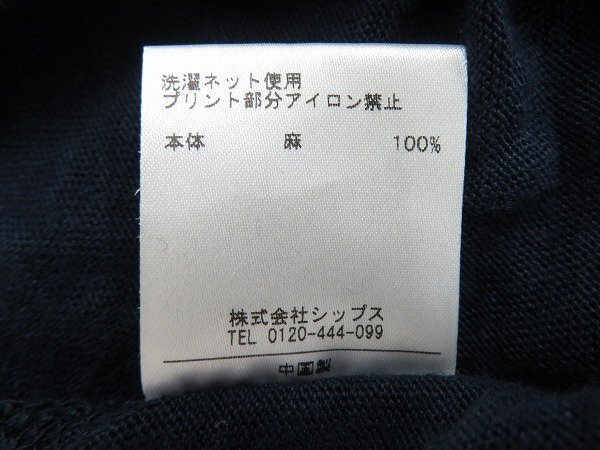 洗濯ネット使用
プリント部分アイロン禁止
本体 麻 100%
株式会社シップス
TEL 0120-444-099
中国製